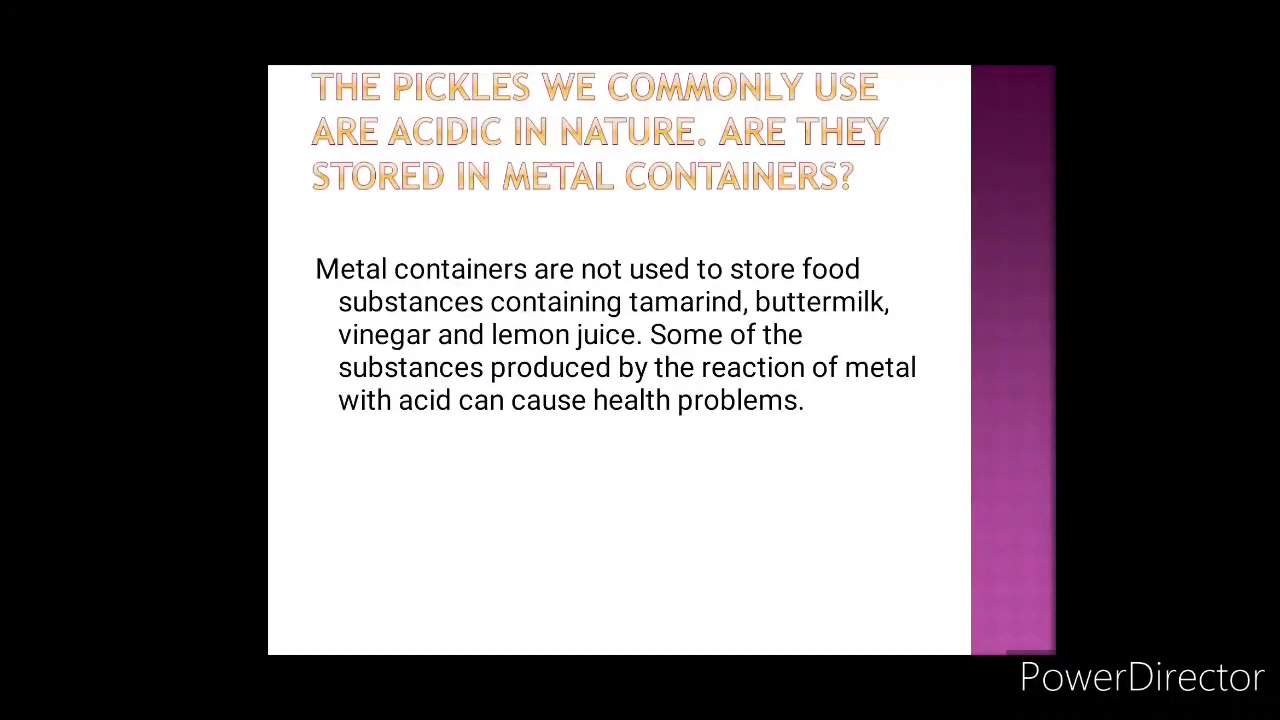 THE PICKLES WE COMMONLY USE
ARE ACIDIC IN NATURE. ARE THEY
STORED IN METAL CONTAINERS?
Metal containers are not used to store food
substances containing tamarind, buttermilk,
vinegar and lemon juice. Some of the
substances produced by the reaction of metal
with acid can cause health problems.
PowerDirector